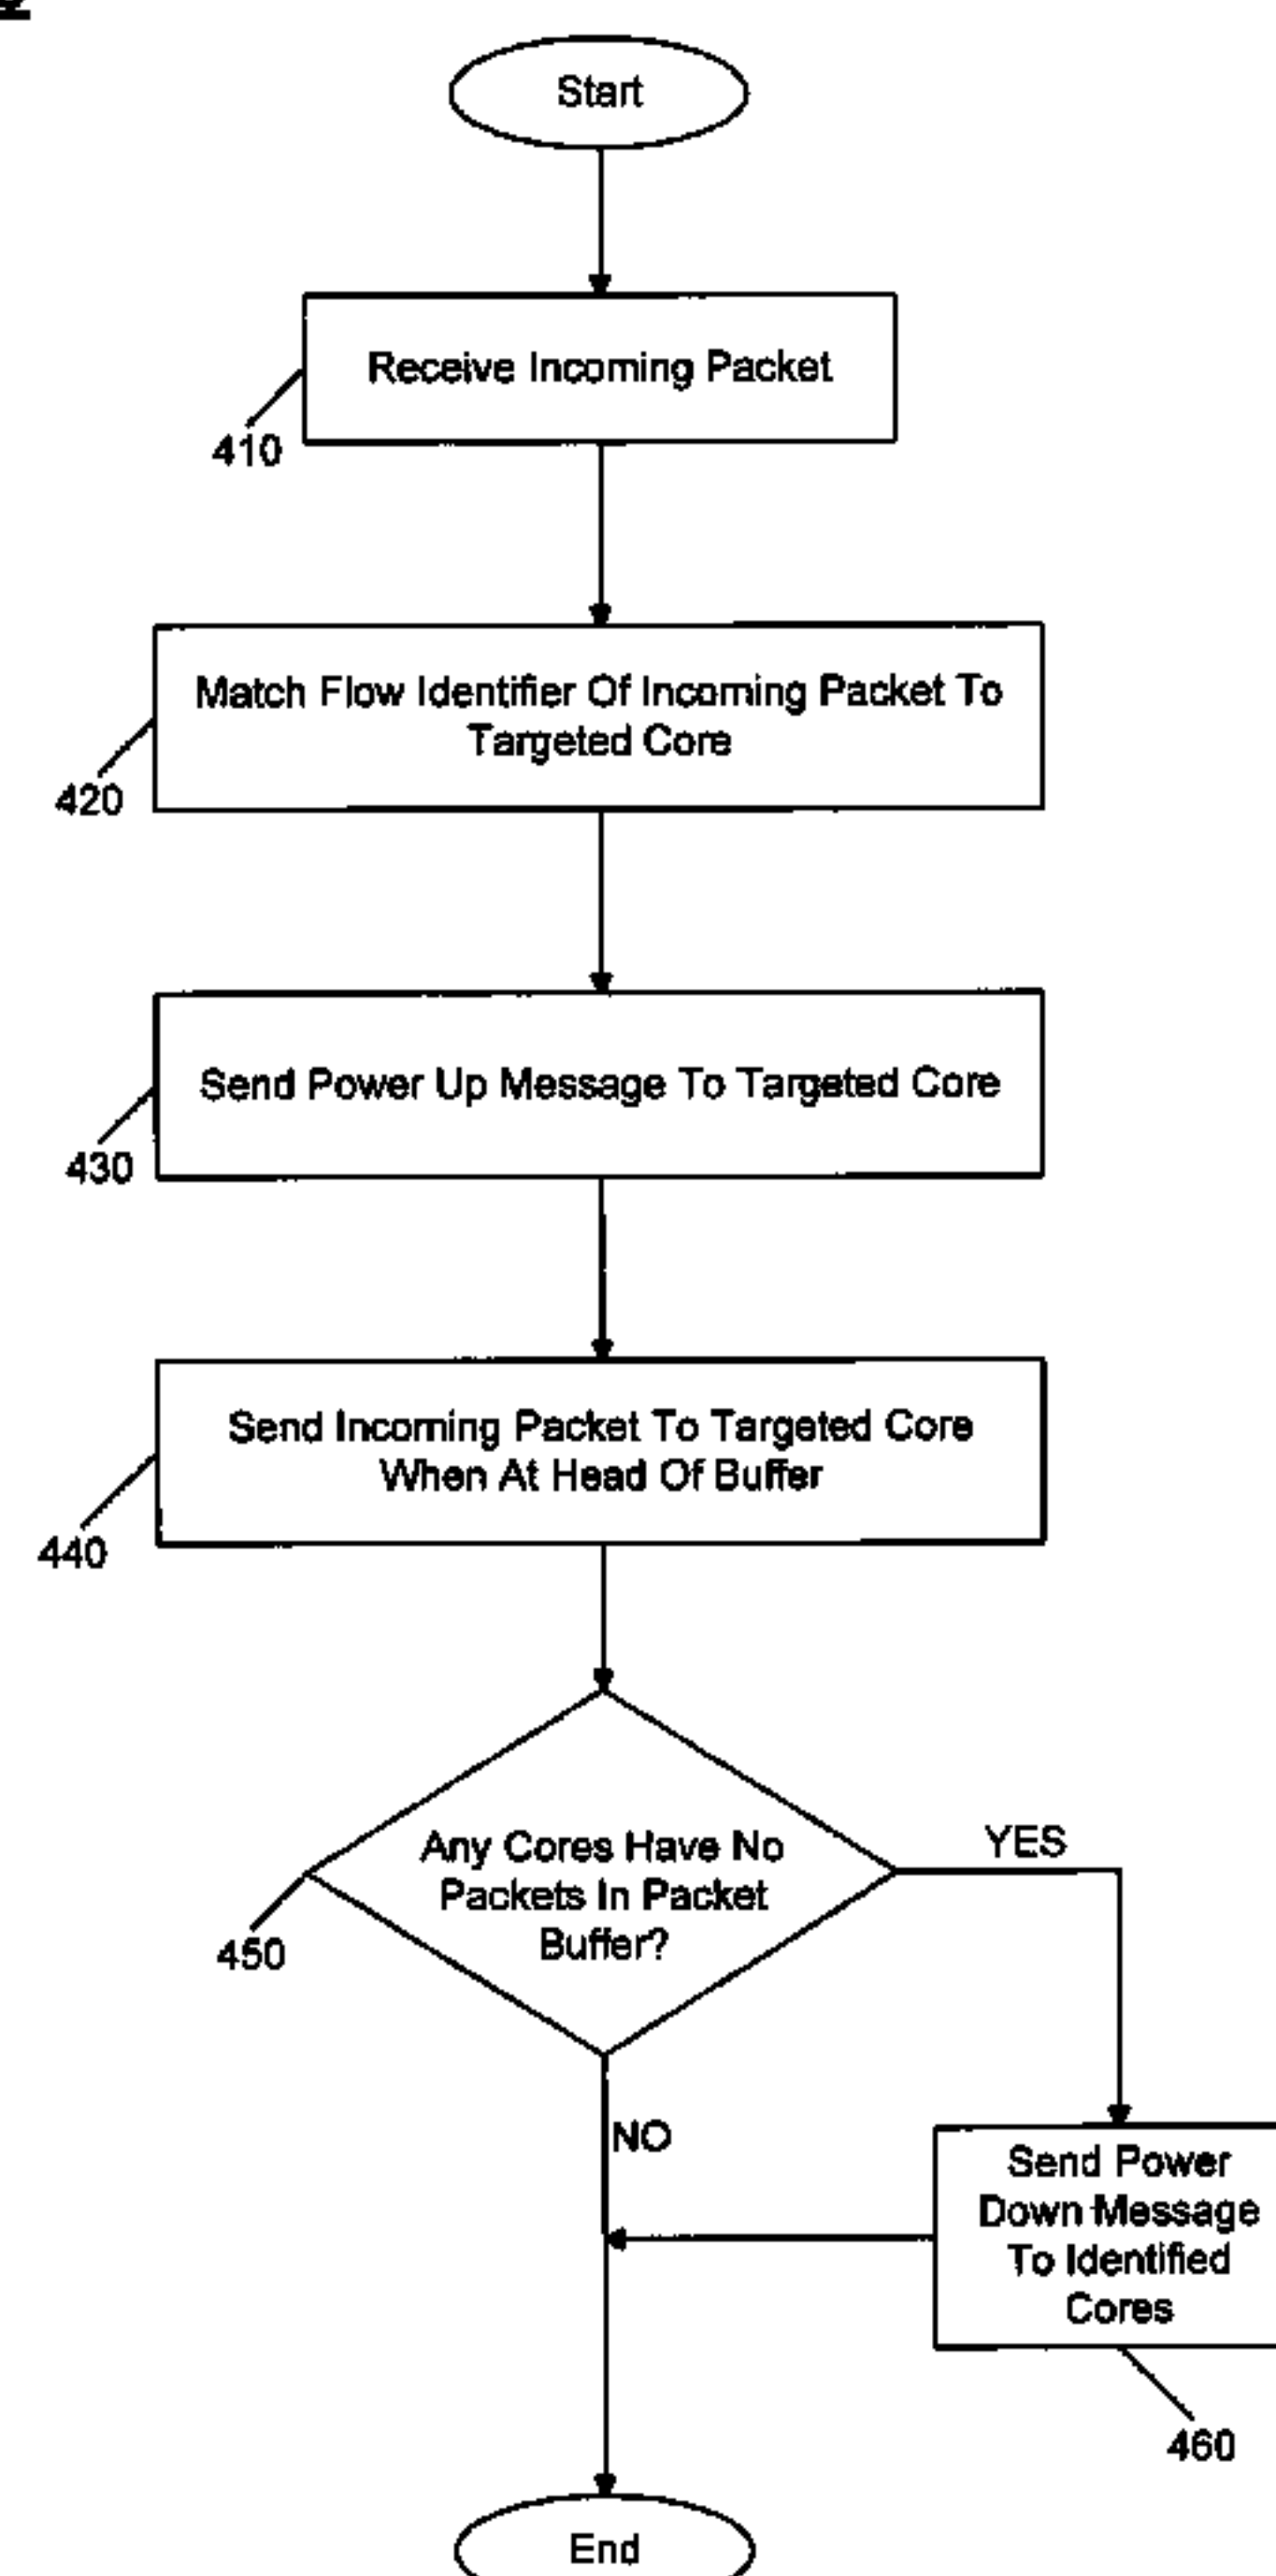 Start
Receive Incoming Packet
410
Match Flow Identifier Of Incoming Packet To
Targeted Core
420
Send Power Up Message To Targeted Core
430
Send Incoming Packet To Targeted Core
When At Head Of Buffer
440
Any Cores Have No
Packets In Packet
Buffer?
450
YES
NO
Send Power
Down Message
To Identified
Cores
460
End